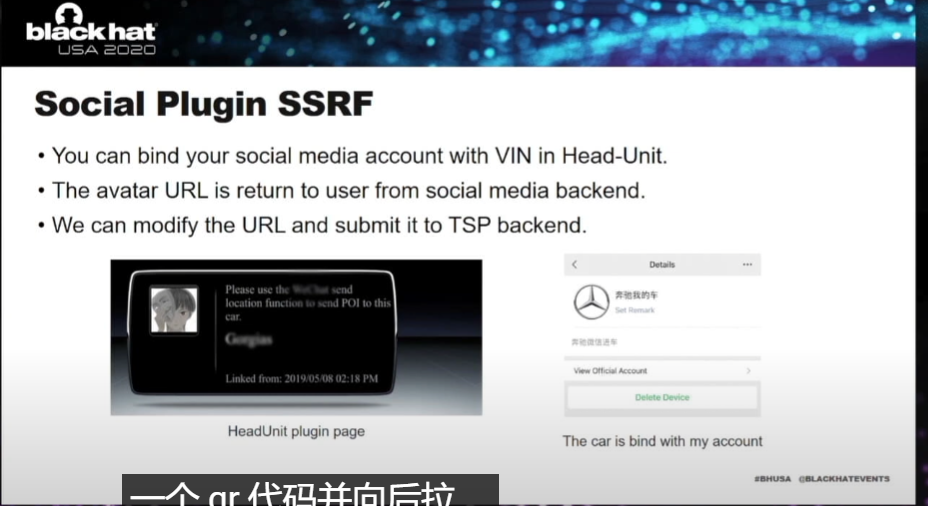 black hat
USA 2020
Social Plugin SSRF
• You can bind your social media account with VIN in Head-Unit.
• The avatar URL is return to user from social media backend.
• We can modify the URL and submit it to TSP backend.
Please use the WeChat send
location function to send POI to this
car.
Gorgias
Linked from: 2019/05/08 02:18 PM
HeadUnit plugin page
Details
奔驰我的车
Set Remark
奔驰微信进车
View Official Account
Delete Device
The car is bind with my account
#BHUSA @BLACKHATEVENTS
一个 qr 代码并向后拉